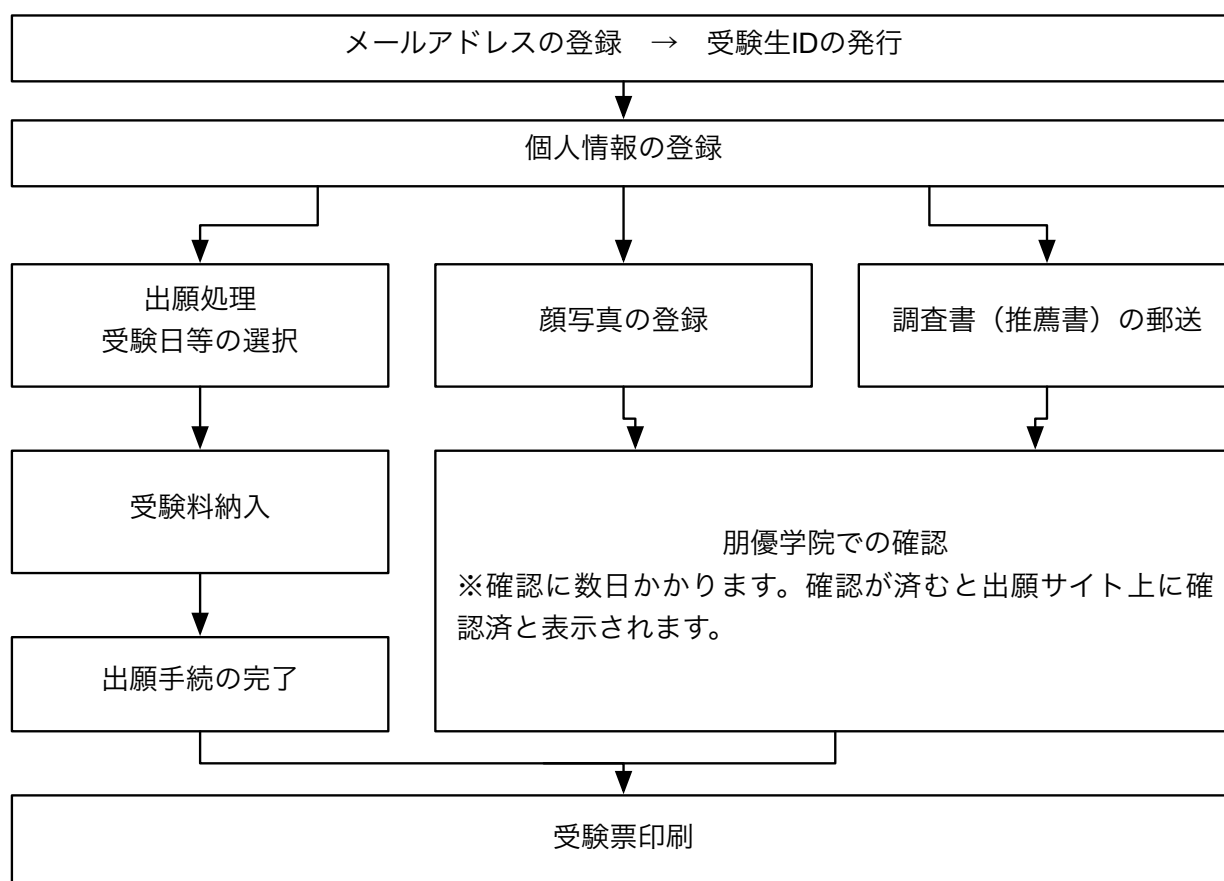 メールアドレスの登録　→　受験生IDの発行
個人情報の登録
出願処理
受験日等の選択
顔写真の登録
調査書（推薦書）の郵送
受験料納入
朋優学院での確認
※確認に数日かかります。確認が済むと出願サイト上に確
認済と表示されます。
出願手続の完了
受験票印刷